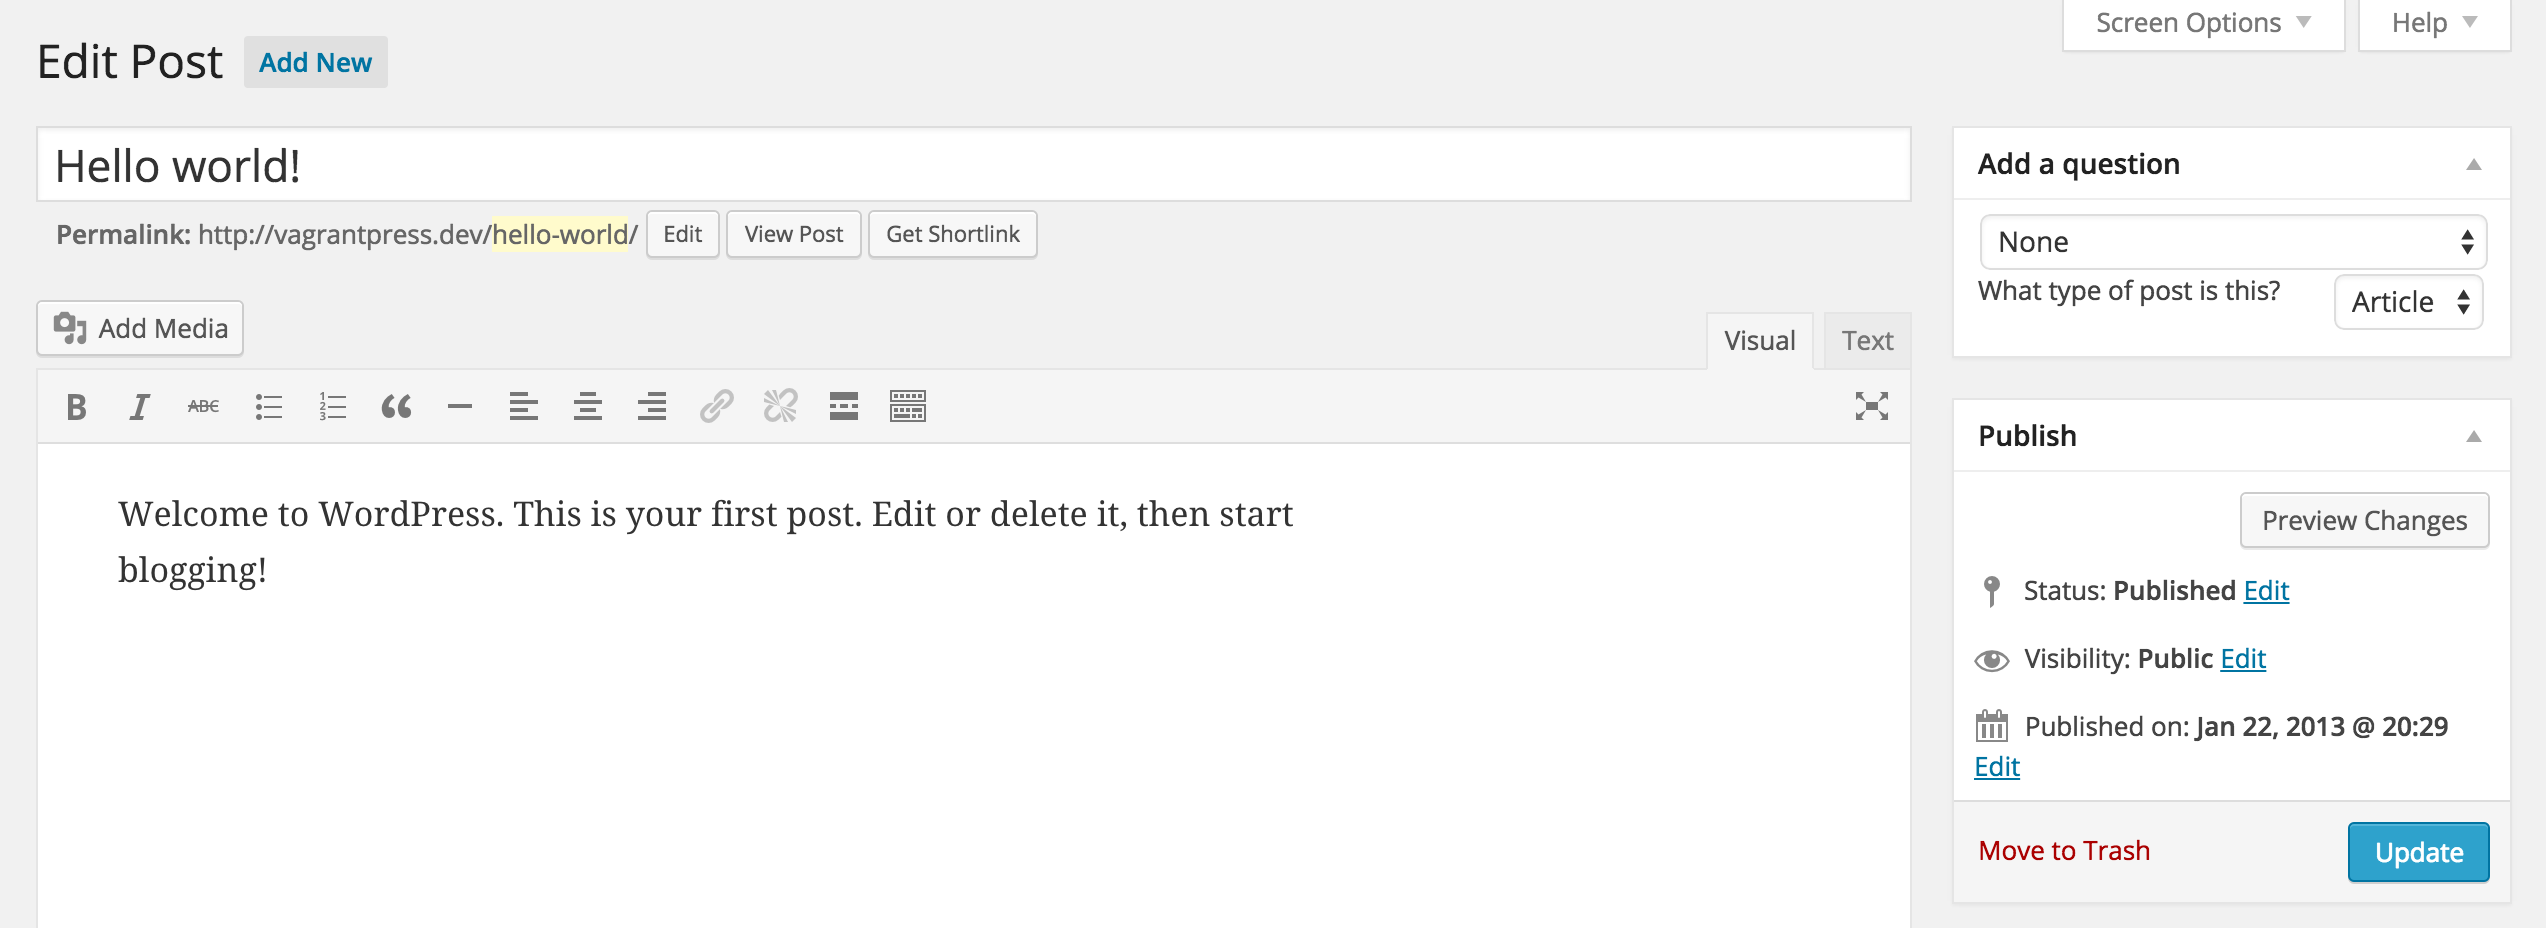 Screen Options
Help
Edit Post
Add New
Hello world!
Permalink: http://vagrantpress.dev/hello-world/
Edit
View Post
Get Shortlink
Add Media
Visual
Text
B
I
ABC
1
2
3
Welcome to WordPress. This is your first post. Edit or delete it, then start
blogging!
Add a question
None
What type of post is this?
Article
Publish
Preview Changes
Status: Published Edit
Visibility: Public Edit
Published on: Jan 22, 2013 @ 20:29
Edit
Move to Trash
Update